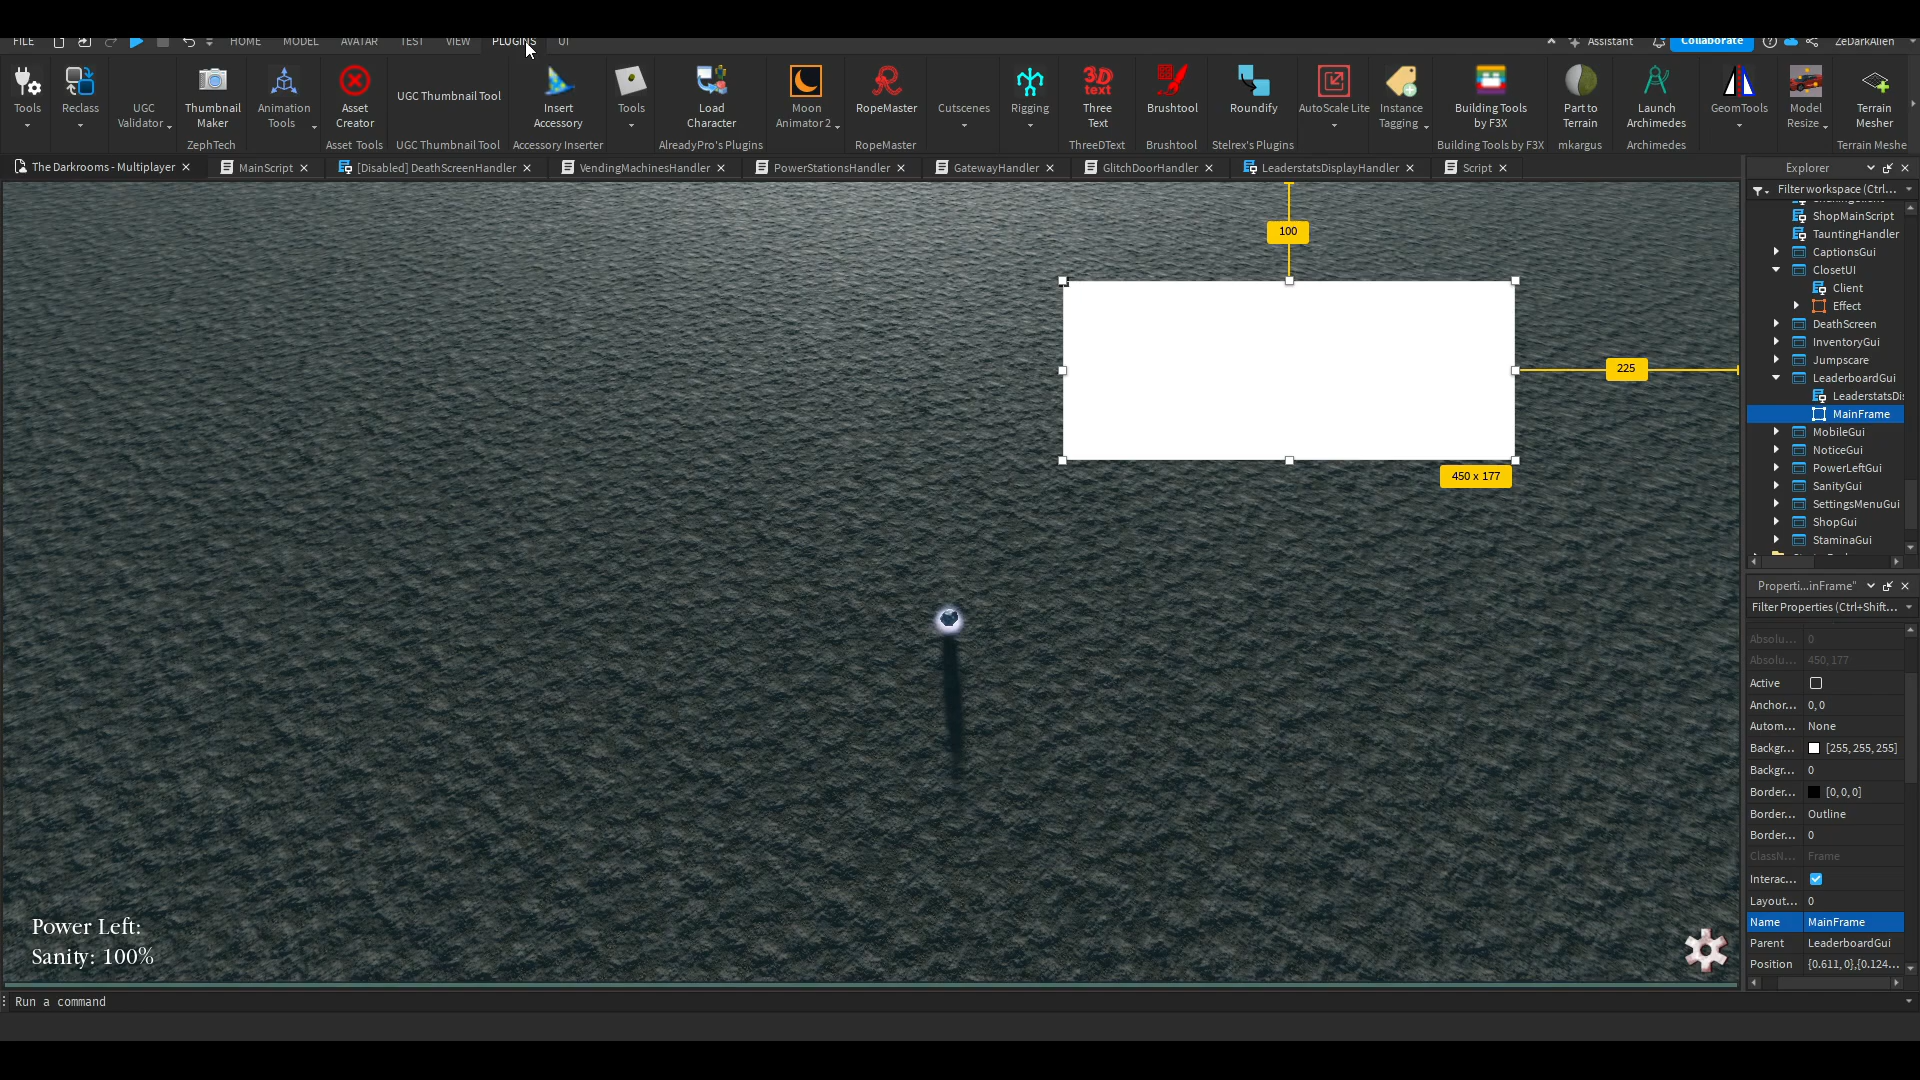 FILE HOME MODEL AVATAR TEST VIEW PLUGINS UI Assistant Collaborate ZeDarkAlien
Tools
Reclass
UGC
Validator
Thumbnail
Maker
Animation
Tools
Asset
Creator
UGC Thumbnail Tool
Insert
Accessory
Tools
Load
Character
Moon
Animator 2
RopeMaster
Cutscenes
Rigging
Three
Text
3D
text
Brushtool
Roundify
AutoScale Lite
Instance
Tagging
Building Tools
by F3X
Part to
Terrain
Launch
Archimedes
GeomTools
Model
Resize
Terrain
Mesher
ZephTech Asset Tools UGC Thumbnail Tool Accessory Inserter AlreadyPro's Plugins RopeMaster ThreeDText Brushtool Stelrex's Plugins Building Tools by F3X mkargus Archimedes Terrain Meshe
The Darkrooms - Multiplayer MainScript [Disabled] DeathScreenHandler VendingMachinesHandler PowerStationsHandler GatewayHandler GlitchDoorHandler LeaderstatsDisplayHandler Script
Explorer
Filter workspace (Ctrl...
ShopMainScript
TauntingHandler
CaptionsGui
ClosetUI
Client
Effect
DeathScreen
InventoryGui
Jumpscare
LeaderboardGui
LeaderstatsDis
MainFrame
MobileGui
NoticeGui
PowerLeftGui
SanityGui
SettingsMenuGui
ShopGui
StaminaGui
100
225
450 x 177
Properti...inFrame"
Filter Properties (Ctrl+Shift...
Absolu... 0
Absolu... 450, 177
Active
Anchor... 0, 0
Autom... None
Backgr... [255, 255, 255]
Backgr... 0
Border... [0, 0, 0]
Border... Outline
Border... 0
ClassN... Frame
Interac...
Layout... 0
Name MainFrame
Parent LeaderboardGui
Position {0.611, 0},{0.124...
Power Left:
Sanity: 100%
Run a command